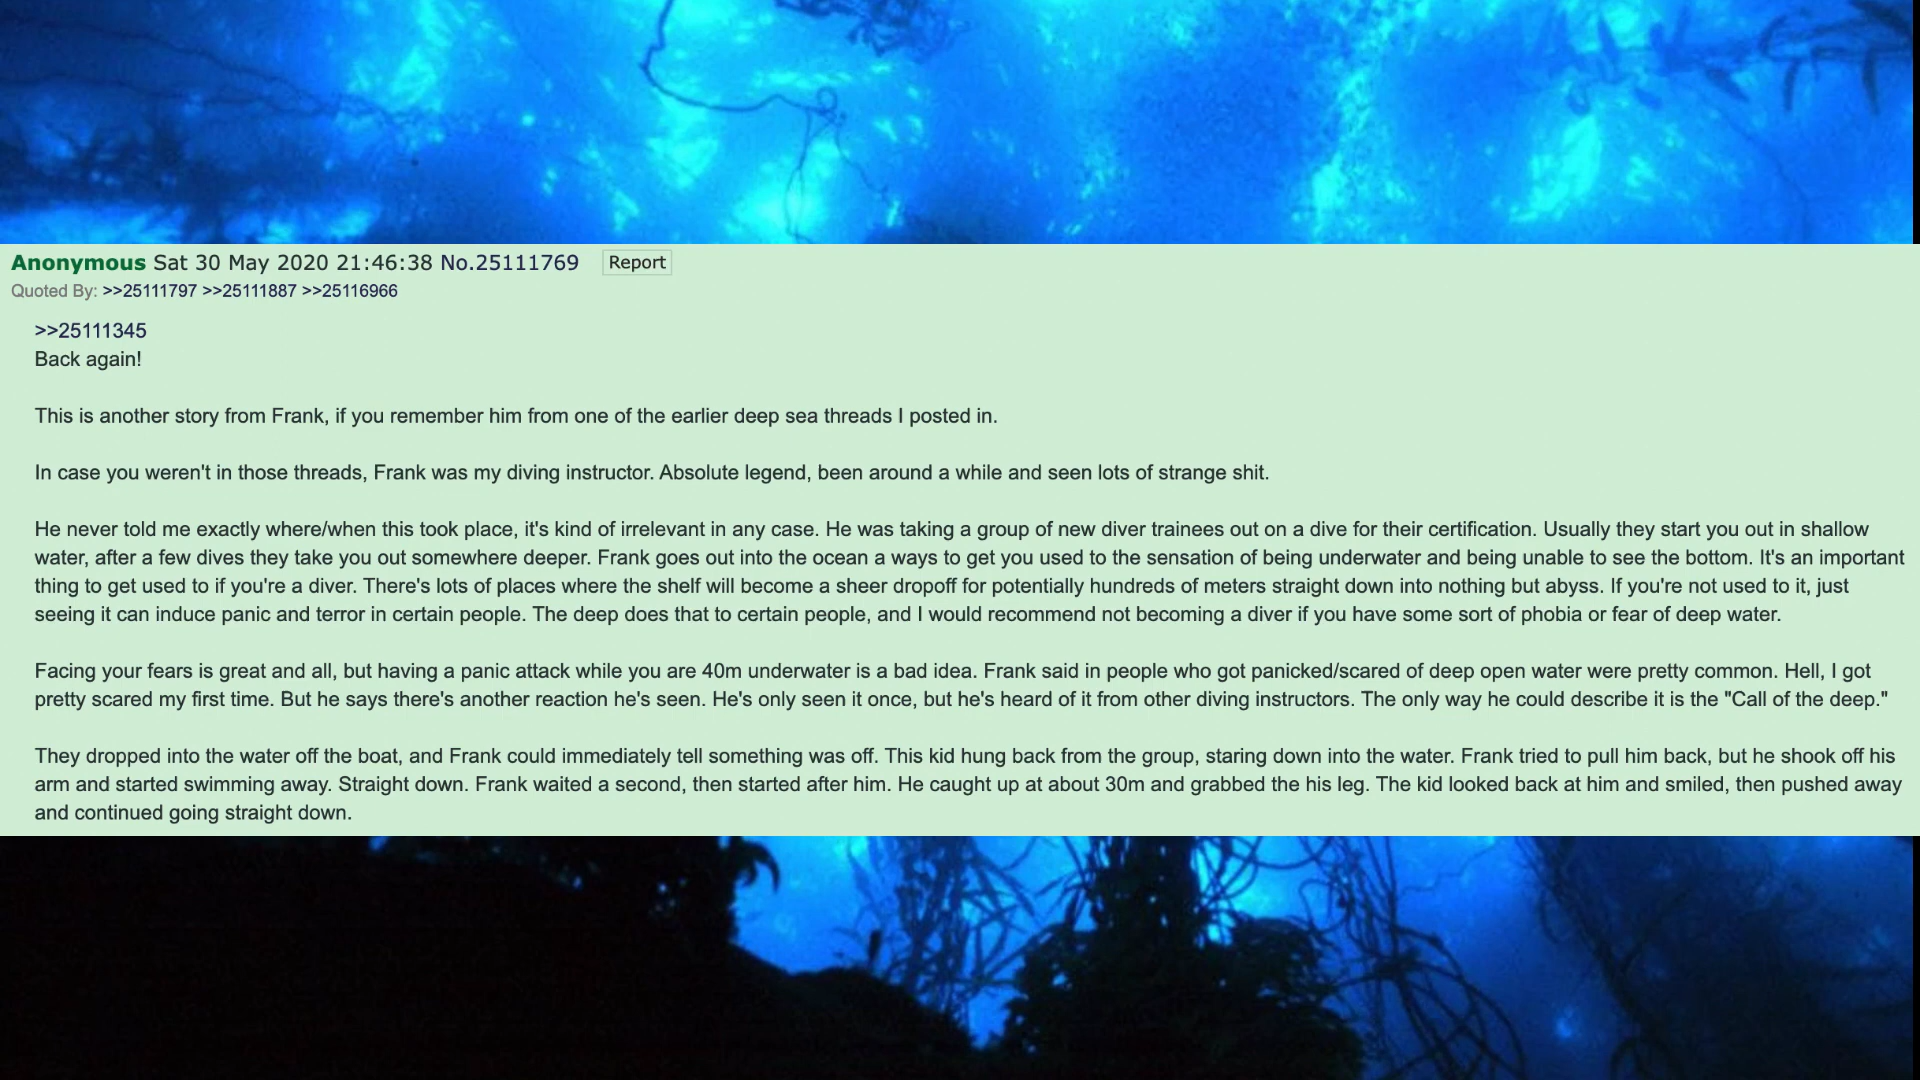 Anonymous Sat 30 May 2020 21:46:38 No.25111769 Report
Quoted By: >>25111797 >>25111887 >>25116966
>>25111345
Back again!
This is another story from Frank, if you remember him from one of the earlier deep sea threads I posted in.
In case you weren't in those threads, Frank was my diving instructor. Absolute legend, been around a while and seen lots of strange shit.
He never told me exactly where/when this took place, it's kind of irrelevant in any case. He was taking a group of new diver trainees out on a dive for their certification. Usually they start you out in shallow
water, after a few dives they take you out somewhere deeper. Frank goes out into the ocean a ways to get you used to the sensation of being underwater and being unable to see the bottom. It's an important
thing to get used to if you're a diver. There's lots of places where the shelf will become a sheer dropoff for potentially hundreds of meters straight down into nothing but abyss. If you're not used to it, just
seeing it can induce panic and terror in certain people. The deep does that to certain people, and I would recommend not becoming a diver if you have some sort of phobia or fear of deep water.
Facing your fears is great and all, but having a panic attack while you are 40m underwater is a bad idea. Frank said in people who got panicked/scared of deep open water were pretty common. Hell, I got
pretty scared my first time. But he says there's another reaction he's seen. He's only seen it once, but he's heard of it from other diving instructors. The only way he could describe it is the "Call of the deep."
They dropped into the water off the boat, and Frank could immediately tell something was off. This kid hung back from the group, staring down into the water. Frank tried to pull him back, but he shook off his
arm and started swimming away. Straight down. Frank waited a second, then started after him. He caught up at about 30m and grabbed the his leg. The kid looked back at him and smiled, then pushed away
and continued going straight down.